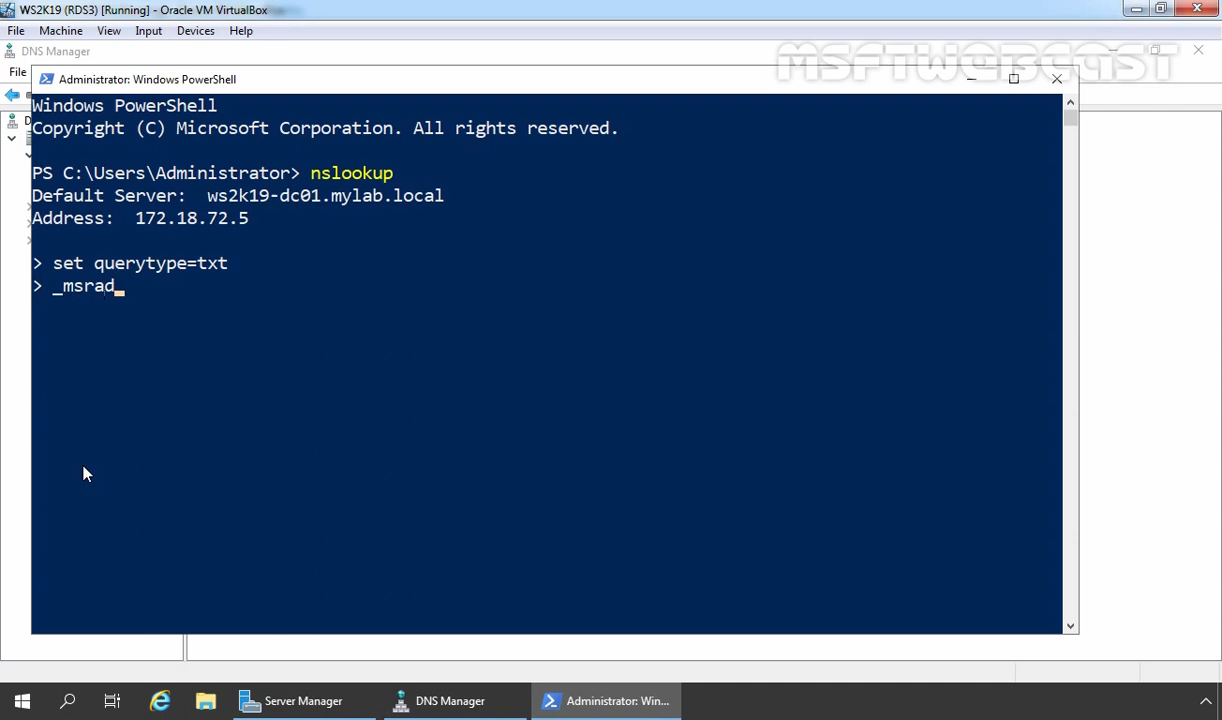 WS2K19 (RDS3) [Running] - Oracle VM VirtualBox
File Machine View Input Devices Help
DNS Manager
MSFTWEBCAST
File
Administrator: Windows PowerShell
D
Windows PowerShell
Copyright (C) Microsoft Corporation. All rights reserved.
PS C:\Users\Administrator> nslookup
Default Server: ws2k19-dc01.mylab.local
Address: 172.18.72.5
> set querytype=txt
> _msrad_
Server Manager DNS Manager Administrator: Win...